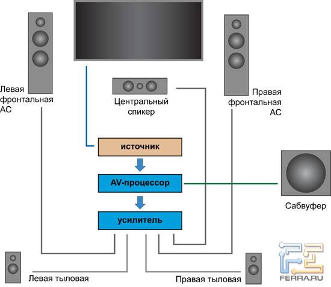 Левая
фронтальная
АС
Центральный
спикер
Правая
фронтальная
АС
источник
AV-процессор
усилитель
Сабвуфер
Левая тыловая
Правая тыловая
FERRA.RU